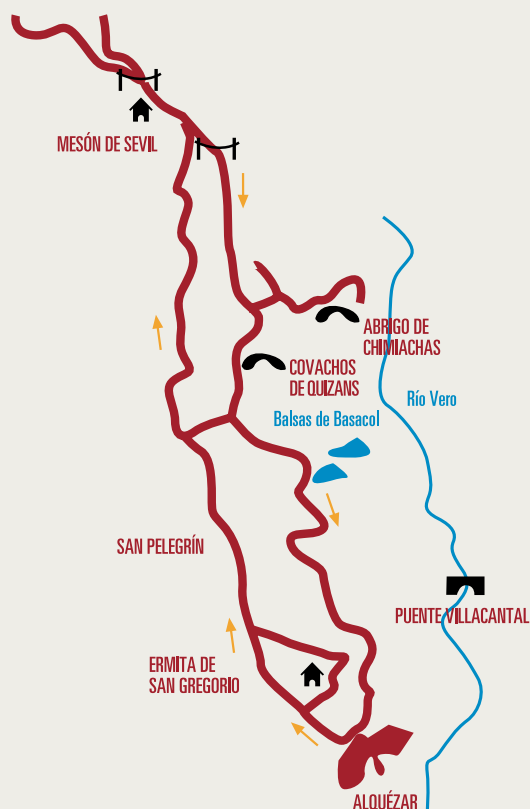 MESÓN DE SEVIL
ABRIGO DE
CHIMIACHAS
COVACHOS
DE QUIZANS
Río Vero
Balsas de Basacol
SAN PELEGRÍN
PUENTE VILLACANTAL
ERMITA DE
SAN GREGORIO
ALQUÉZAR